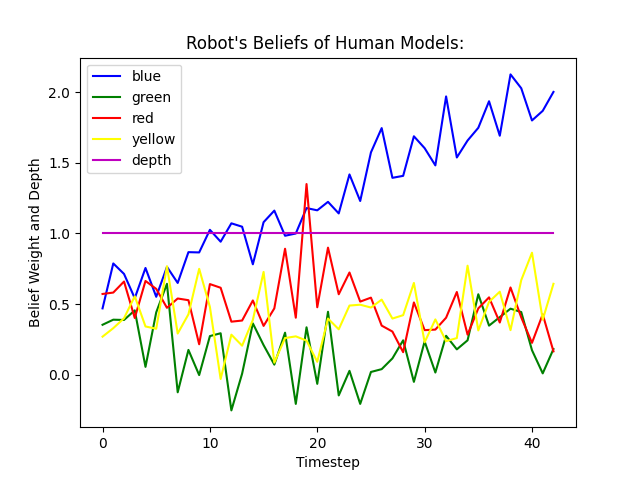 Robot's Beliefs of Human Models:
blue
green
red
yellow
depth
Belief Weight and Depth
2.0
1.5
1.0
0.5
0.0
0 10 20 30 40
Timestep